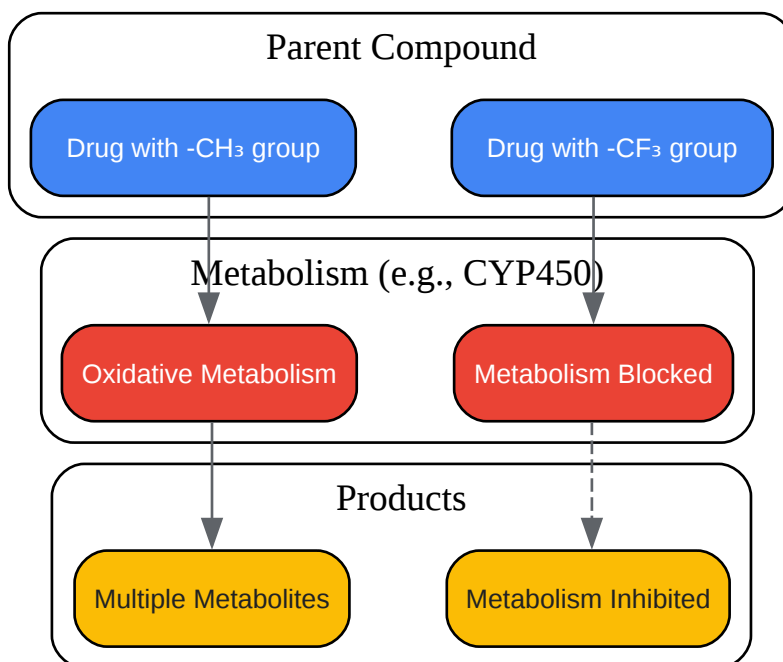 Parent Compound
Drug with -CH₃ group
Drug with -CF₃ group
Metabolism (e.g., CYP450)
Oxidative Metabolism
Metabolism Blocked
Products
Multiple Metabolites
Metabolism Inhibited